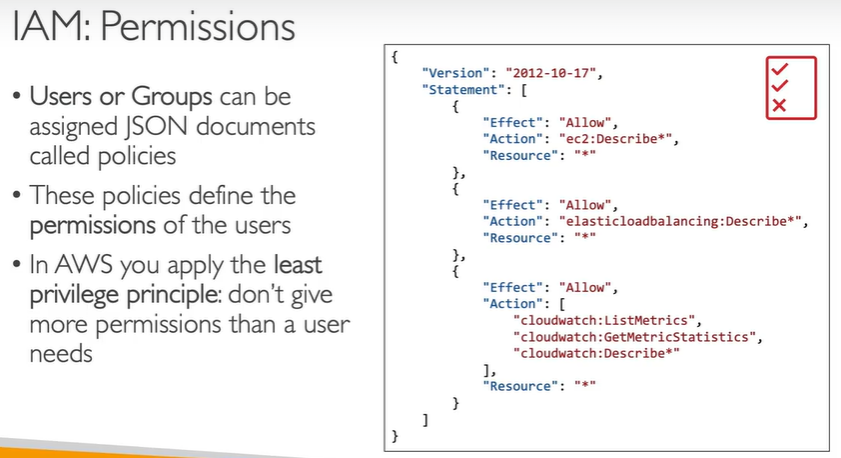 IAM: Permissions
• Users or Groups can be
assigned JSON documents
called policies
• These policies define the
permissions of the users
• In AWS you apply the least
privilege principle: don't give
more permissions than a user
needs
{
    "Version": "2012-10-17",
    "Statement": [
        {
            "Effect": "Allow",
            "Action": "ec2:Describe*",
            "Resource": "*"
        },
        {
            "Effect": "Allow",
            "Action": "elasticloadbalancing:Describe*",
            "Resource": "*"
        },
        {
            "Effect": "Allow",
            "Action": [
                "cloudwatch:ListMetrics",
                "cloudwatch:GetMetricStatistics",
                "cloudwatch:Describe*"
            ],
            "Resource": "*"
        }
    ]
}